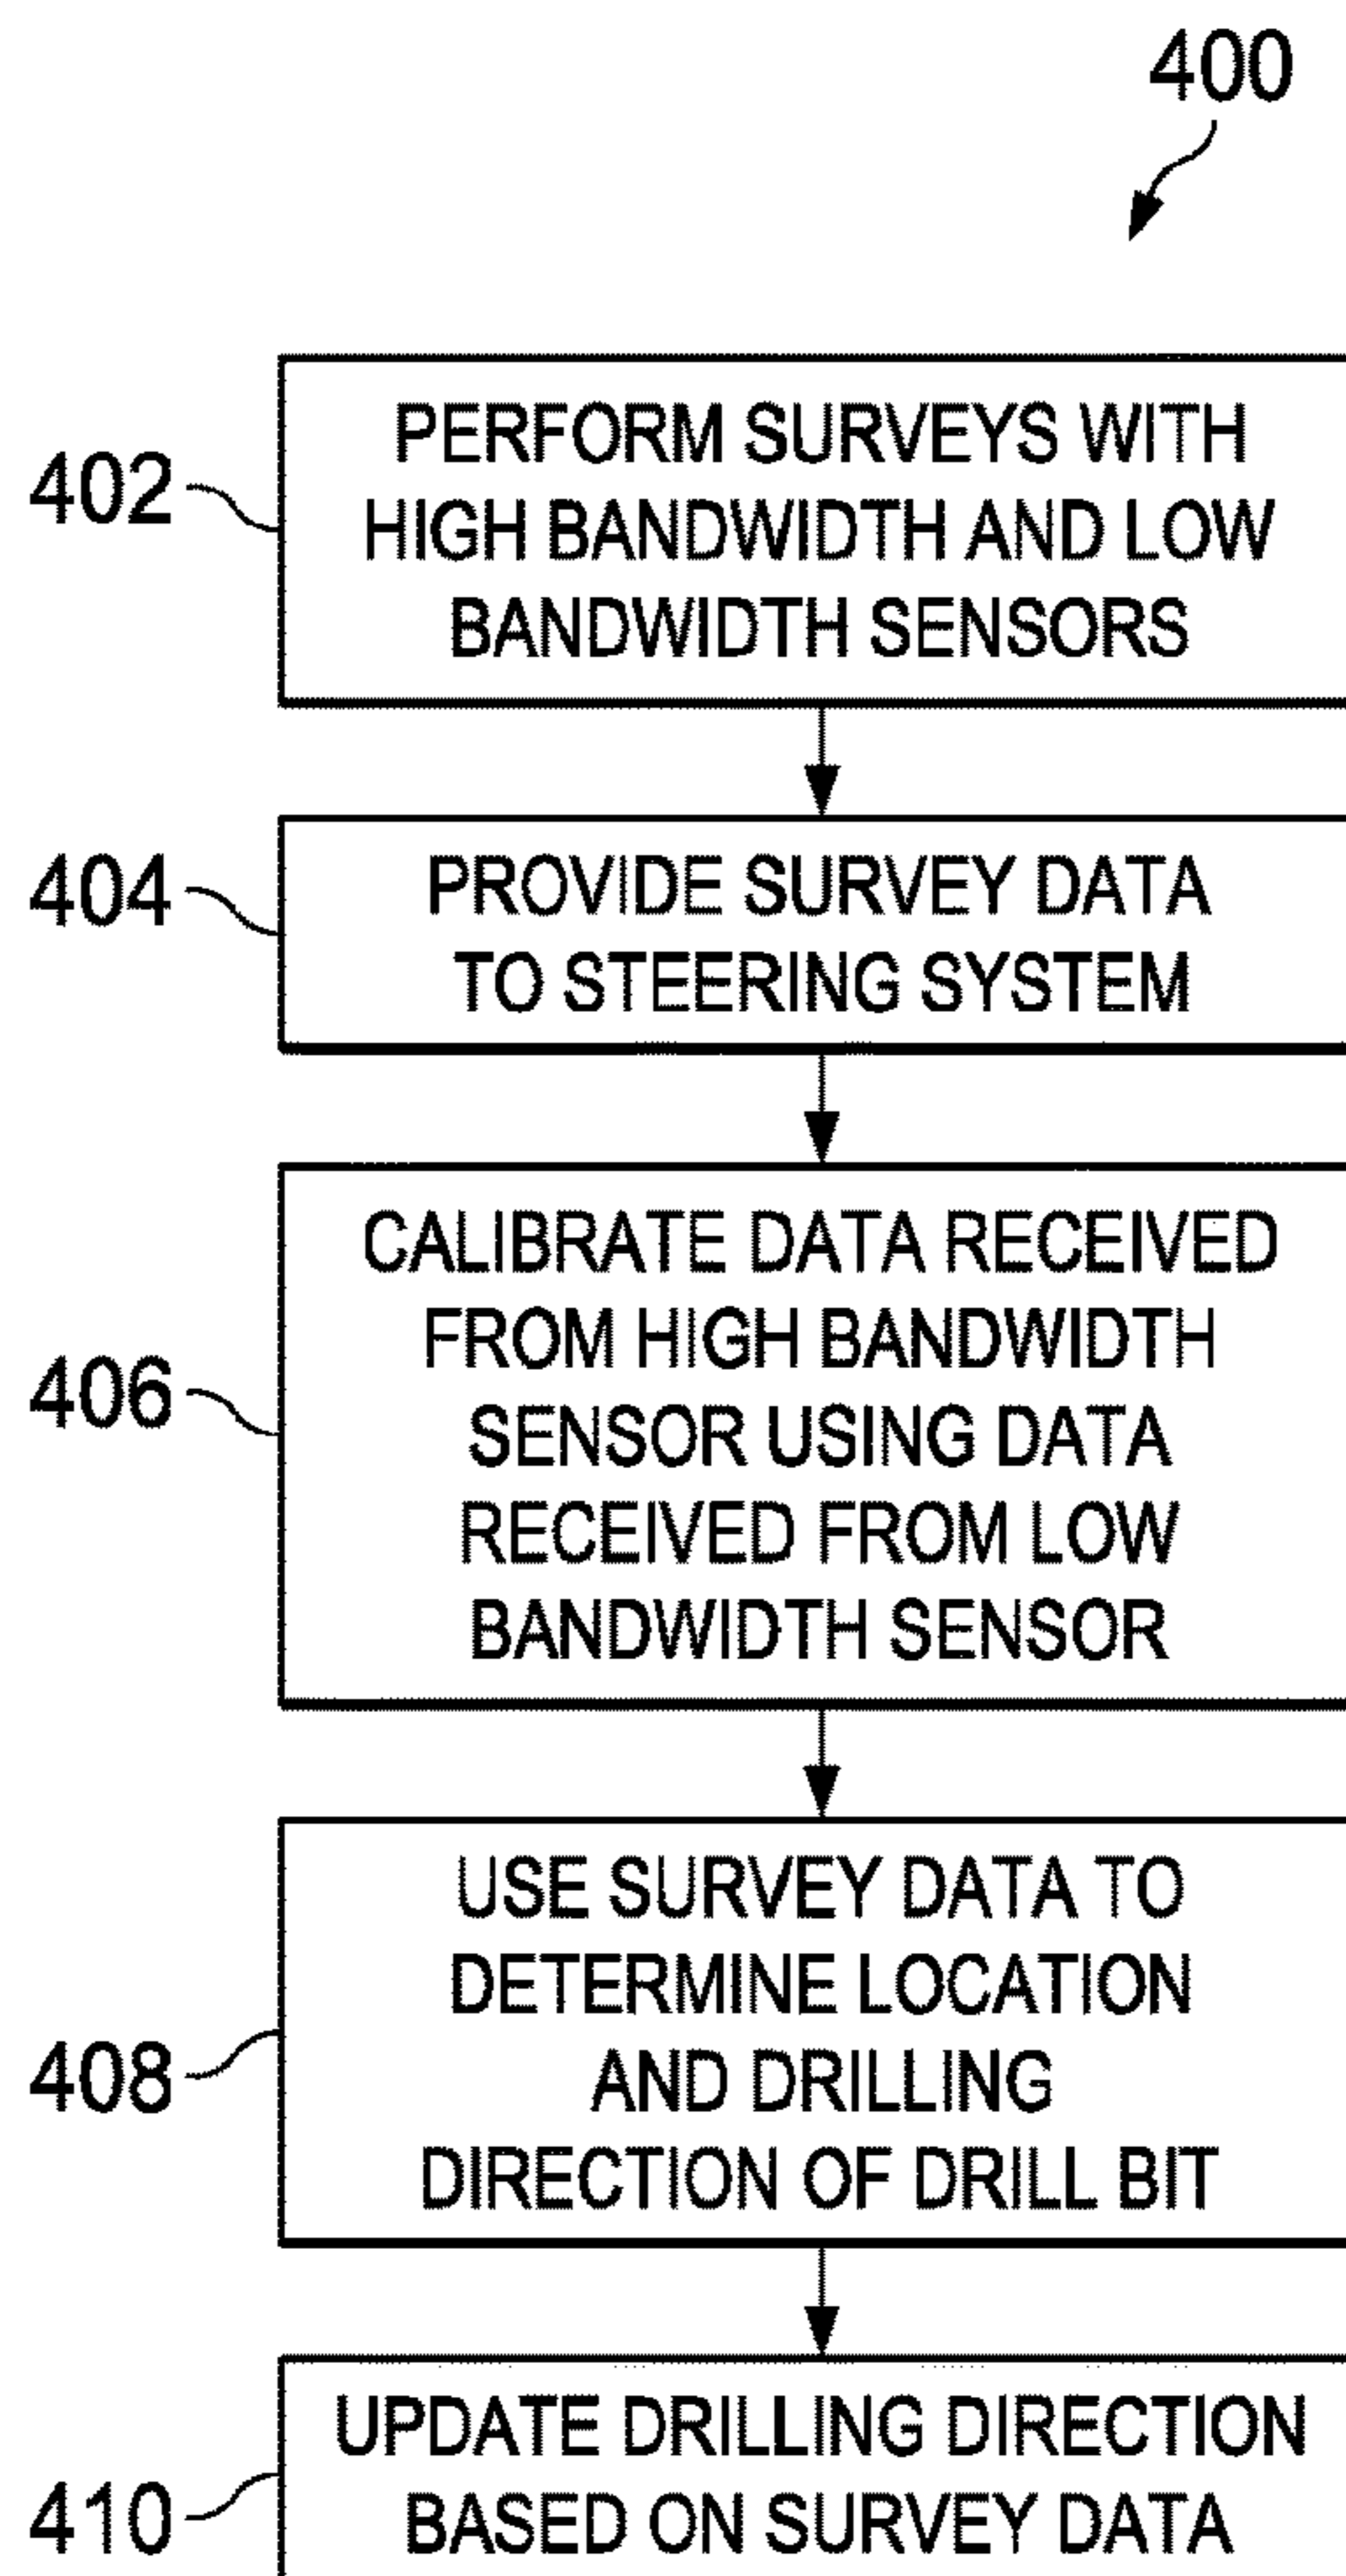 400
402
PERFORM SURVEYS WITH
HIGH BANDWIDTH AND LOW
BANDWIDTH SENSORS
404
PROVIDE SURVEY DATA
TO STEERING SYSTEM
406
CALIBRATE DATA RECEIVED
FROM HIGH BANDWIDTH
SENSOR USING DATA
RECEIVED FROM LOW
BANDWIDTH SENSOR
408
USE SURVEY DATA TO
DETERMINE LOCATION
AND DRILLING
DIRECTION OF DRILL BIT
410
UPDATE DRILLING DIRECTION
BASED ON SURVEY DATA